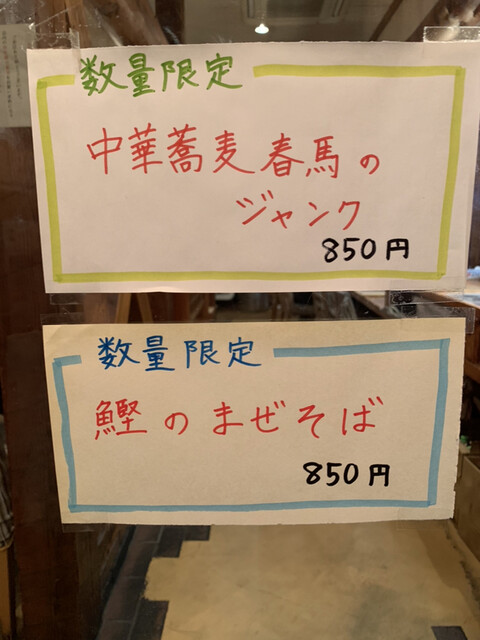 数量限定
中華蕎麦春馬の
ジャンク
850円
数量限定
鰹のまぜそば
850円